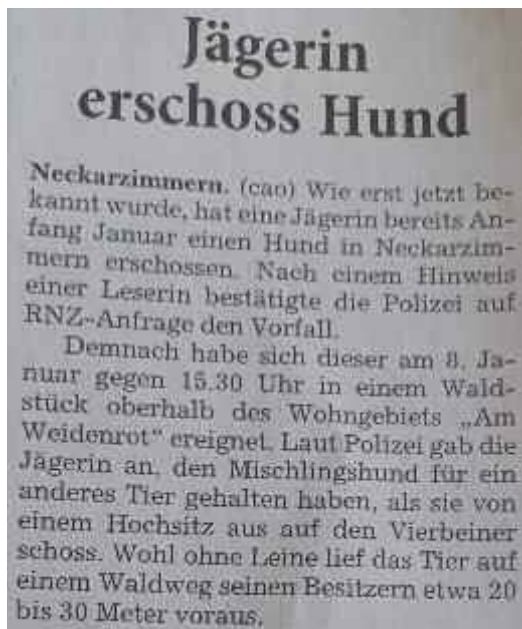 Jägerin
erschoss Hund
Neckarzimmern. (cao) Wie erst jetzt be-
kannt wurde, hat eine Jägerin bereits An-
fang Januar einen Hund in Neckarzim-
mern erschossen. Nach einem Hinweis
einer Leserin bestätigte die Polizei auf
RNZ-Anfrage den Vorfall.
Demnach habe sich dieser am 8. Ja-
nuar gegen 15.30 Uhr in einem Wald-
stück oberhalb des Wohngebiets „Am
Weidenrot“ ereignet. Laut Polizei gab die
Jägerin an, den Mischlingshund für ein
anderes Tier gehalten haben, als sie von
einem Hochsitz aus auf den Vierbeiner
schoss. Wohl ohne Leine lief das Tier auf
einem Waldweg seinen Besitzern etwa 20
bis 30 Meter voraus.